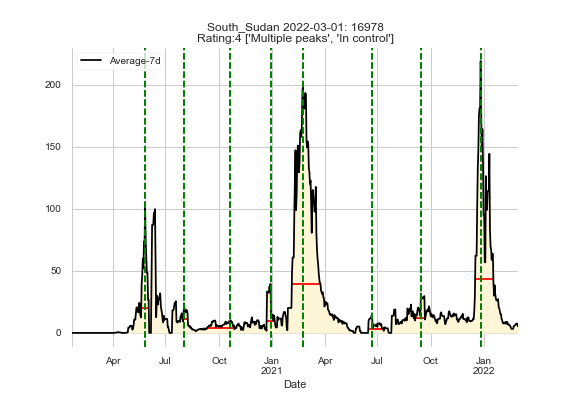 South_Sudan 2022-03-01: 16978
Rating:4 ['Multiple peaks', 'In control']
Average-7d
200
150
100
50
0
Apr
Jul
Oct
Jan
2021
Apr
Jul
Oct
Jan
2022
Date